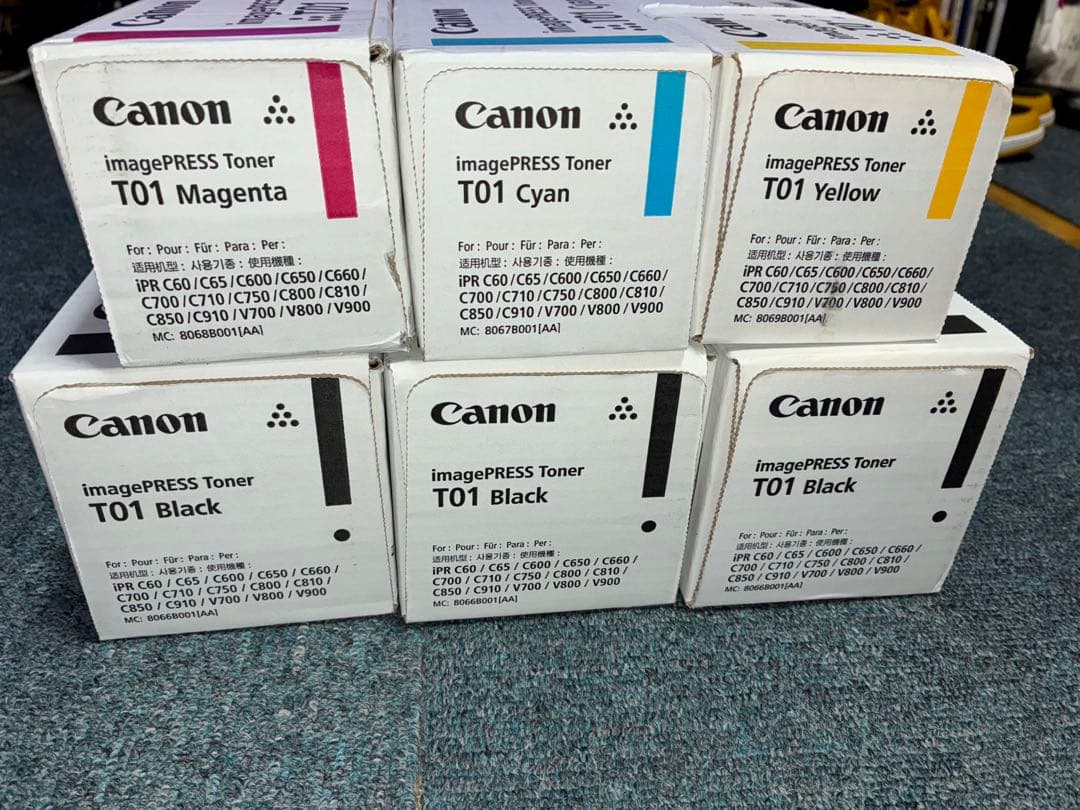 Canon
imagePRESS Toner
T01 Magenta
For : Pour : Für : Para : Per :
适用机型 : 사용기종 : 使用機種 :
iPR C60 / C65 / C600 / C650 / C660 /
C700 / C710 / C750 / C800 / C810 /
C850 / C910 / V700 / V800 / V900
MC: 8068B001[AA]
Canon
imagePRESS Toner
T01 Cyan
For : Pour : Für : Para : Per :
适用机型 : 사용기종 : 使用機種 :
iPR C60 / C65 / C600 / C650 / C660 /
C700 / C710 / C750 / C800 / C810 /
C850 / C910 / V700 / V800 / V900
MC: 8067B001[AA]
Canon
imagePRESS Toner
T01 Yellow
For : Pour : Für : Para : Per :
适用机型 : 사용기종 : 使用機種 :
iPR C60 / C65 / C600 / C650 / C660 /
C700 / C710 / C750 / C800 / C810 /
C850 / C910 / V700 / V800 / V900
MC: 8069B001[AA]
Canon
imagePRESS Toner
T01 Black
For : Pour : Für : Para : Per :
适用机型 : 사용기종 : 使用機種 :
iPR C60 / C65 / C600 / C650 / C660 /
C700 / C710 / C750 / C800 / C810 /
C850 / C910 / V700 / V800 / V900
MC: 8066B001[AA]
Canon
imagePRESS Toner
T01 Black
For : Pour : Für : Para : Per :
适用机型 : 사용기종 : 使用機種 :
iPR C60 / C65 / C600 / C650 / C660 /
C700 / C710 / C750 / C800 / C810 /
C850 / C910 / V700 / V800 / V900
MC: 8066B001[AA]
Canon
imagePRESS Toner
T01 Black
For : Pour : Für : Para : Per :
适用机型 : 사용기종 : 使用機種 :
iPR C60 / C65 / C600 / C650 / C660 /
C700 / C710 / C750 / C800 / C810 /
C850 / C910 / V700 / V800 / V900
MC: 8066B001[AA]